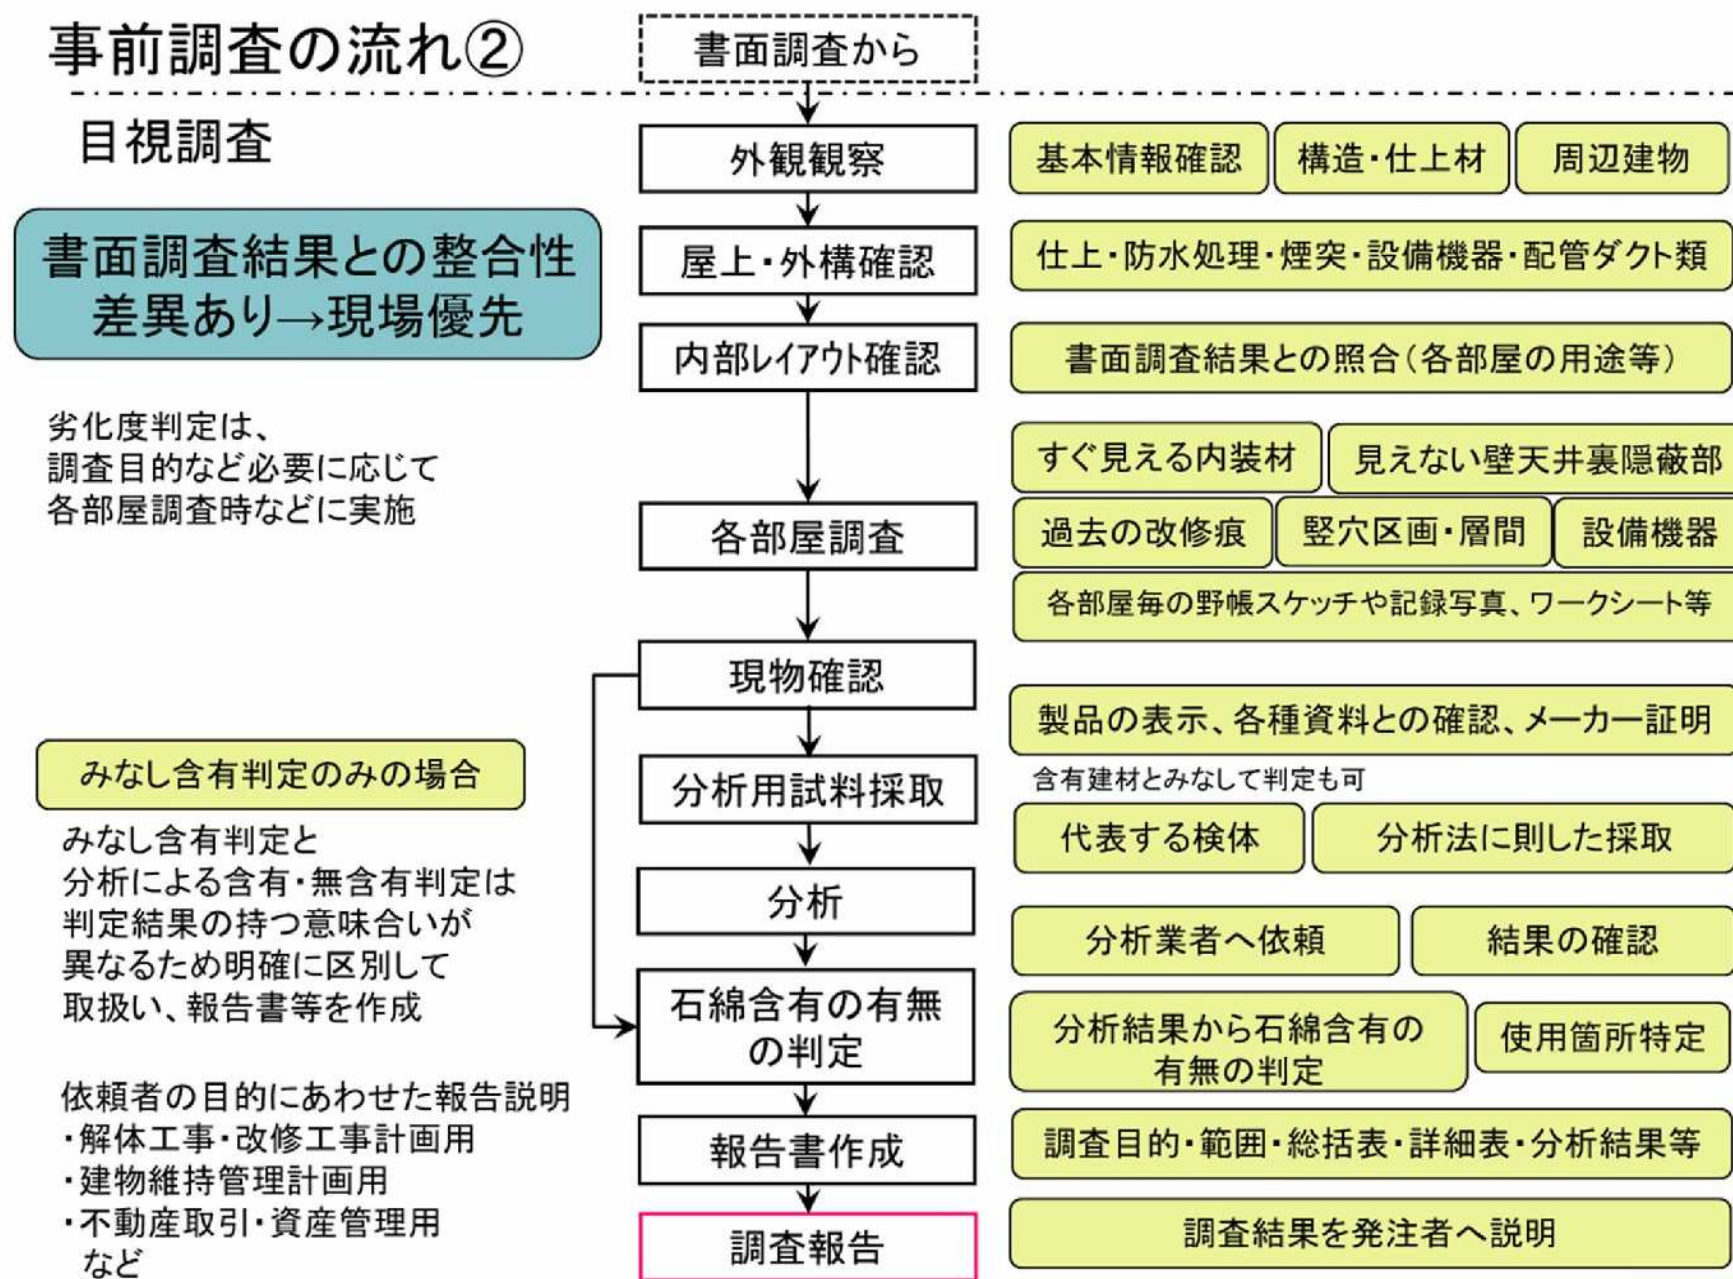 事前調査の流れ②
書面調査から
目視調査
外観観察
基本情報確認
構造・仕上材
周辺建物
書面調査結果との整合性
差異あり→現場優先
屋上・外構確認
仕上・防水処理・煙突・設備機器・配管ダクト類
内部レイアウト確認
書面調査結果との照合（各部屋の用途等）
劣化度判定は、
調査目的など必要に応じて
各部屋調査時などに実施
すぐ見える内装材
見えない壁天井裏隠蔽部
各部屋調査
過去の改修痕
竪穴区画・層間
設備機器
各部屋毎の野帳スケッチや記録写真、ワークシート等
現物確認
製品の表示、各種資料との確認、メーカー証明
含有建材とみなして判定も可
みなし含有判定のみの場合
分析用試料採取
代表する検体
分析法に則した採取
みなし含有判定と
分析による含有・無含有判定は
判定結果の持つ意味合いが
異なるため明確に区別して
取扱い、報告書等を作成
分析
分析業者へ依頼
結果の確認
石綿含有の有無
の判定
分析結果から石綿含有の
有無の判定
使用箇所特定
依頼者の目的にあわせた報告説明
・解体工事・改修工事計画用
・建物維持管理計画用
・不動産取引・資産管理用
など
報告書作成
調査目的・範囲・総括表・詳細表・分析結果等
調査報告
調査結果を発注者へ説明